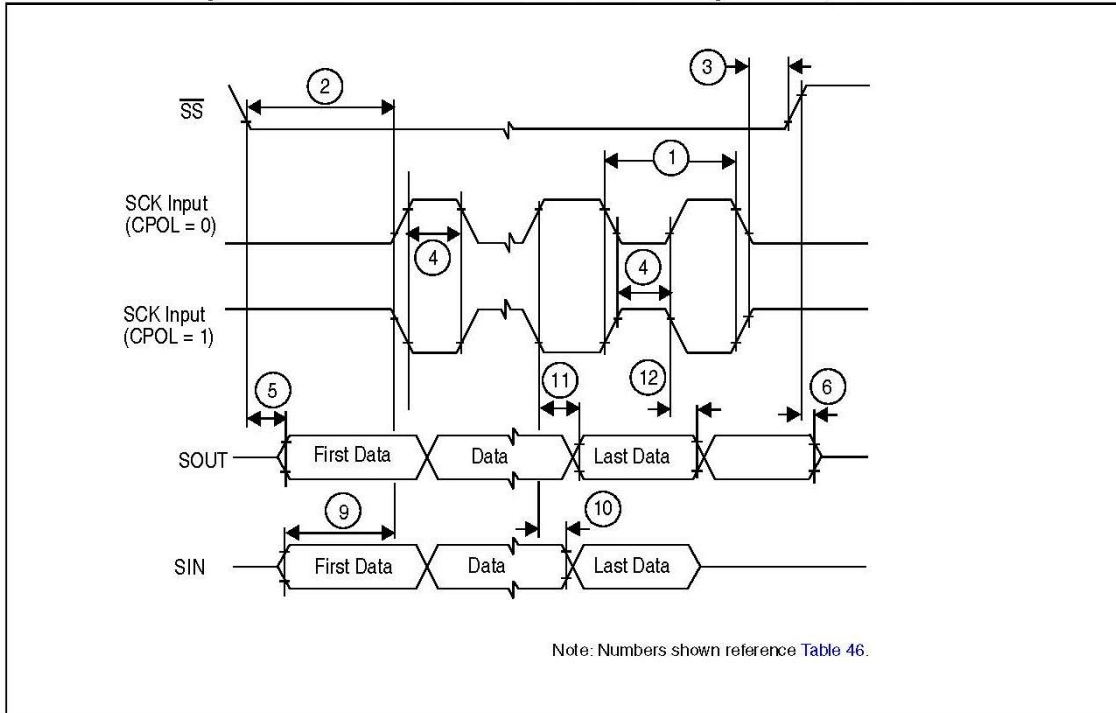 2
3
SS
1
SCK Input
(CPOL = 0)
4
4
SCK Input
(CPOL = 1)
5
11
12
6
SOUT
First Data
Data
Last Data
9
10
SIN
First Data
Data
Last Data
Note: Numbers shown reference Table 46.